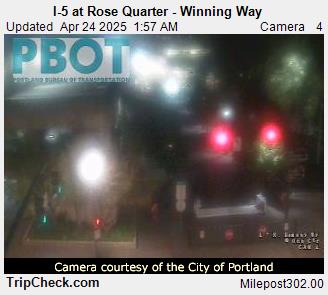 I-5 at Rose Quarter - Winning Way
Updated Apr 24 2025 1:57 AM Camera 4
PBOT
PORTLAND BUREAU OF TRANSPORTATION
Camera courtesy of the City of Portland
TripCheck.com Milepost302.00